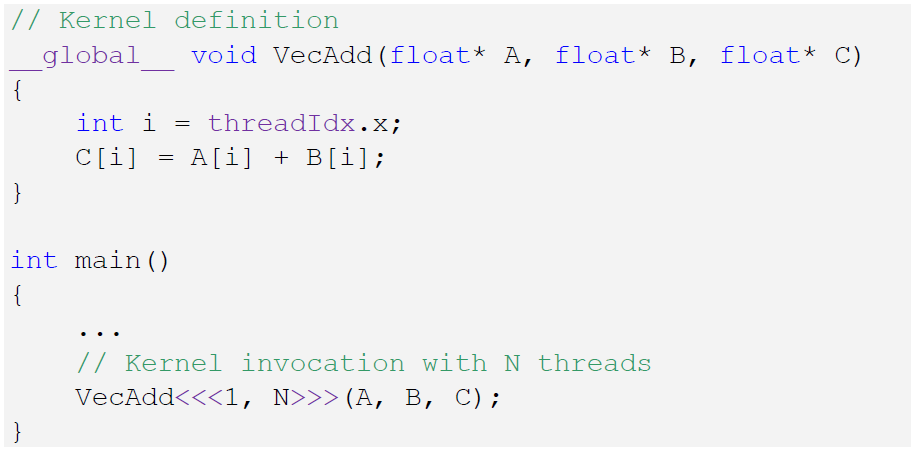 // Kernel definition
__global__ void VecAdd(float* A, float* B, float* C)
{
    int i = threadIdx.x;
    C[i] = A[i] + B[i];
}

int main()
{
    ...
    // Kernel invocation with N threads
    VecAdd<<<1, N>>>(A, B, C);
}